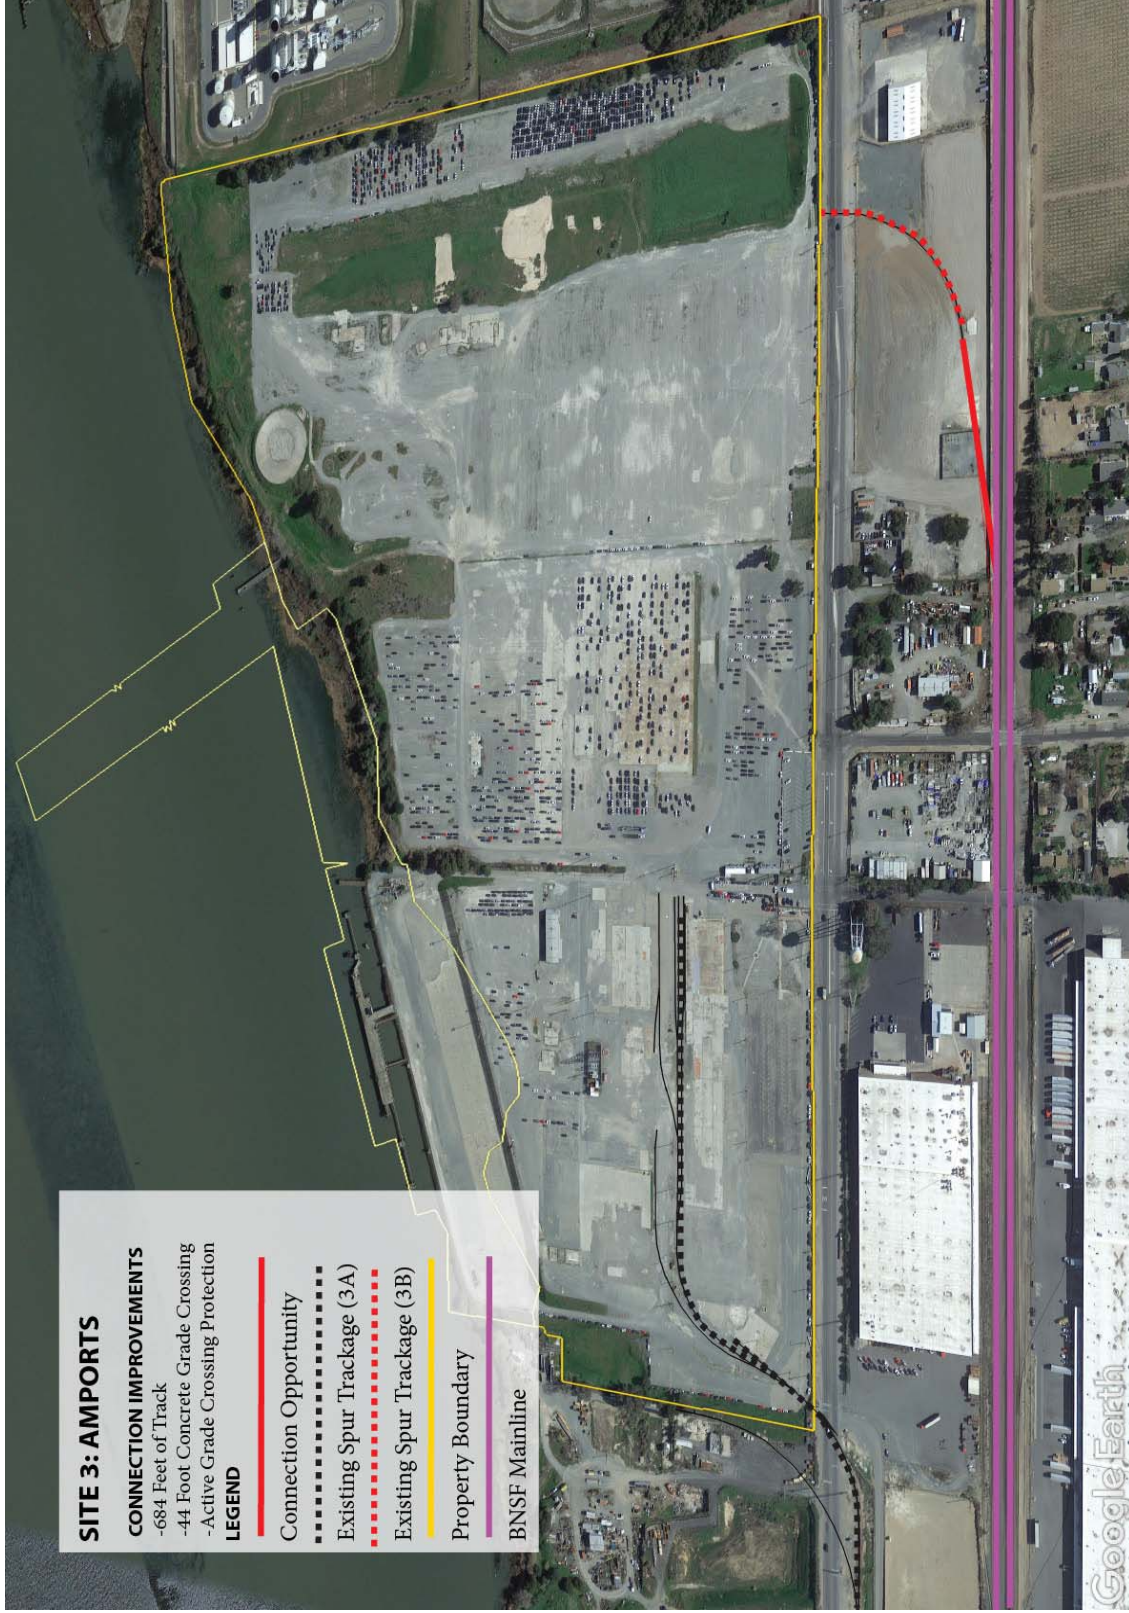 SITE 3: AMPORTS
CONNECTION IMPROVEMENTS
-684 Feet of Track
-44 Foot Concrete Grade Crossing
-Active Grade Crossing Protection
LEGEND
Connection Opportunity
Existing Spur Trackage (3A)
Existing Spur Trackage (3B)
Property Boundary
BNSF Mainline
Google Earth